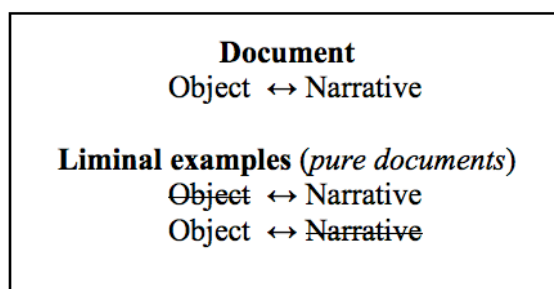 Document
Object ↔ Narrative
Liminal examples (pure documents)
Object ↔ Narrative
Object ↔ Narrative